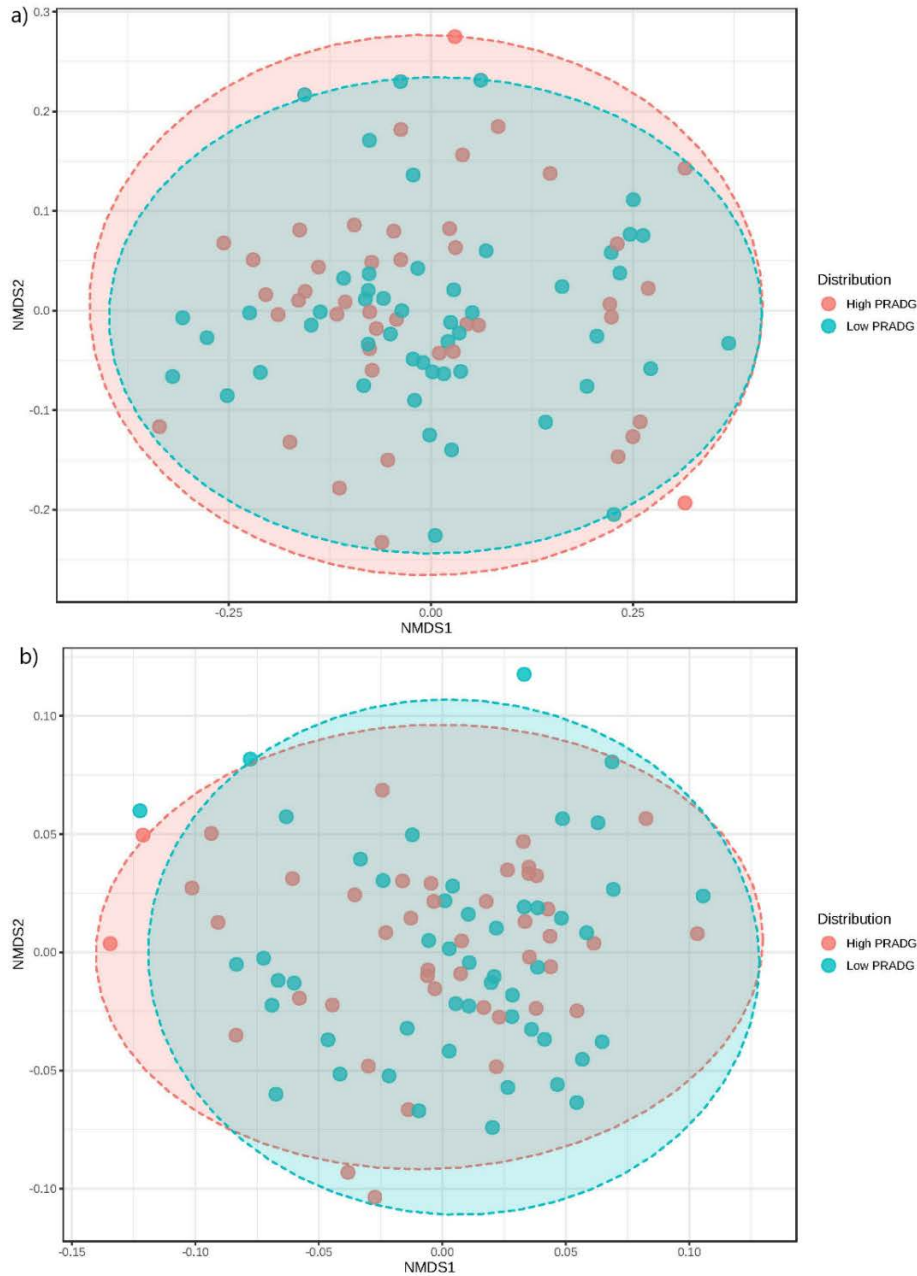 a)
0.3
0.2
0.1
0.0
-0.1
-0.2
NMDS2
-0.25
0.00
0.25
NMDS1
Distribution
High PRADG
Low PRADG
b)
0.10
0.05
0.00
-0.05
-0.10
NMDS2
-0.15
-0.10
-0.05
0.00
0.05
0.10
NMDS1
Distribution
High PRADG
Low PRADG